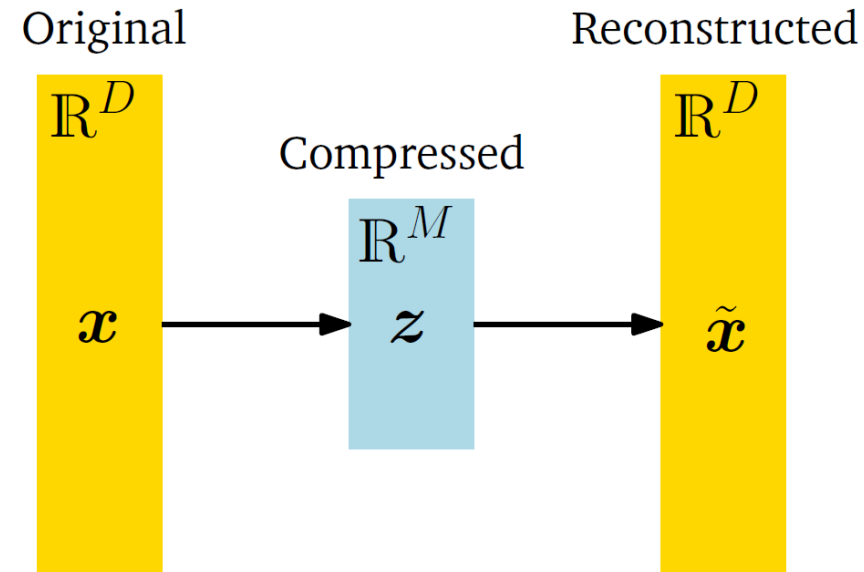 Original
Reconstructed
ℝ^D
ℝ^D
Compressed
ℝ^M
x
z
x̃